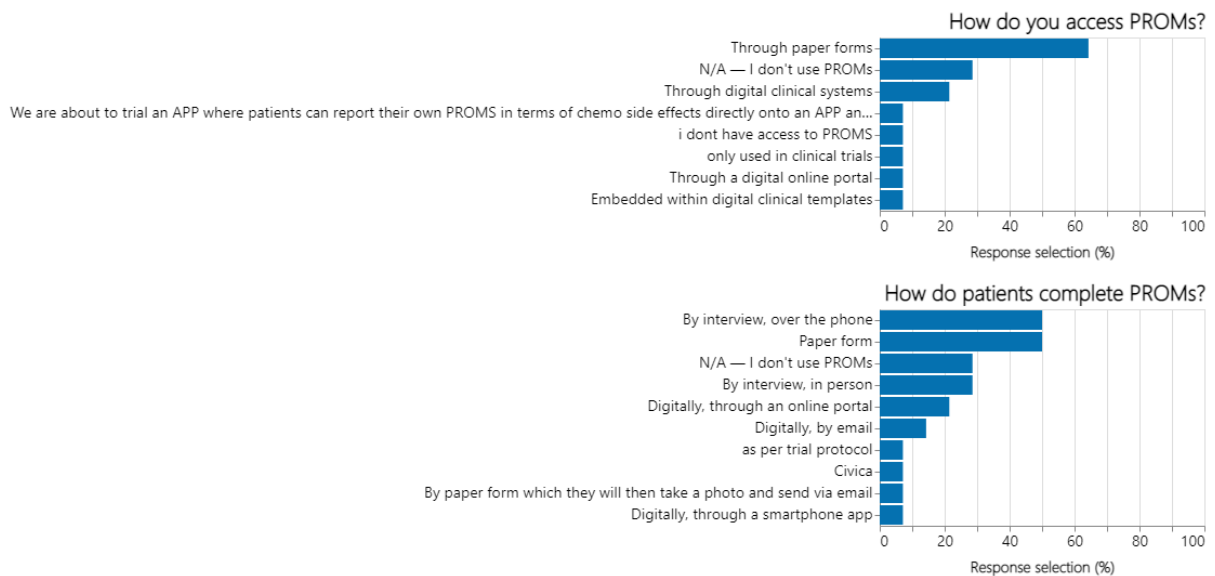 How do you access PROMs?
Through paper forms
N/A — I don't use PROMs
Through digital clinical systems
We are about to trial an APP where patients can report their own PROMS in terms of chemo side effects directly onto an APP an...
i dont have access to PROMS
only used in clinical trials
Through a digital online portal
Embedded within digital clinical templates
0 20 40 60 80 100
Response selection (%)
How do patients complete PROMs?
By interview, over the phone
Paper form
N/A — I don't use PROMs
By interview, in person
Digitally, through an online portal
Digitally, by email
as per trial protocol
Civica
By paper form which they will then take a photo and send via email
Digitally, through a smartphone app
0 20 40 60 80 100
Response selection (%)